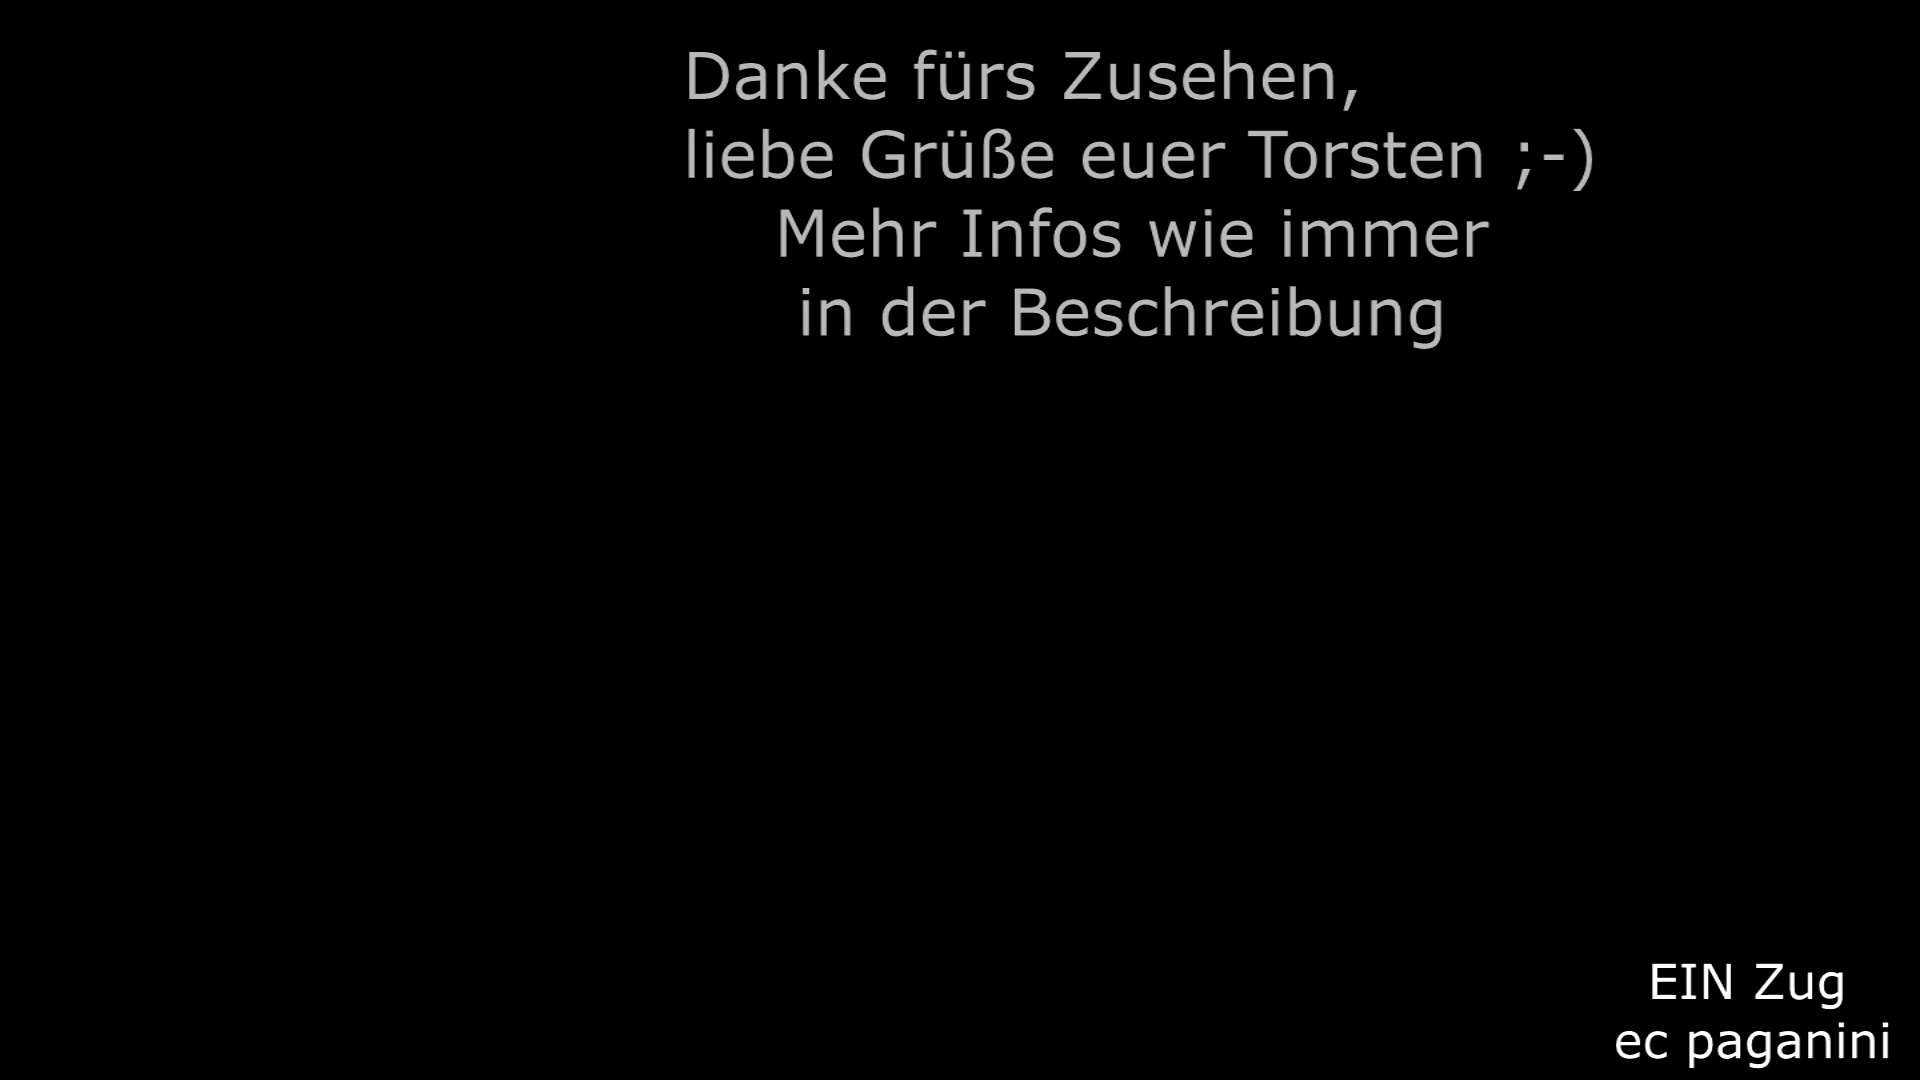 Danke fürs Zusehen,
liebe Grüße euer Torsten ;-)
Mehr Infos wie immer
in der Beschreibung
EIN Zug
ec paganini